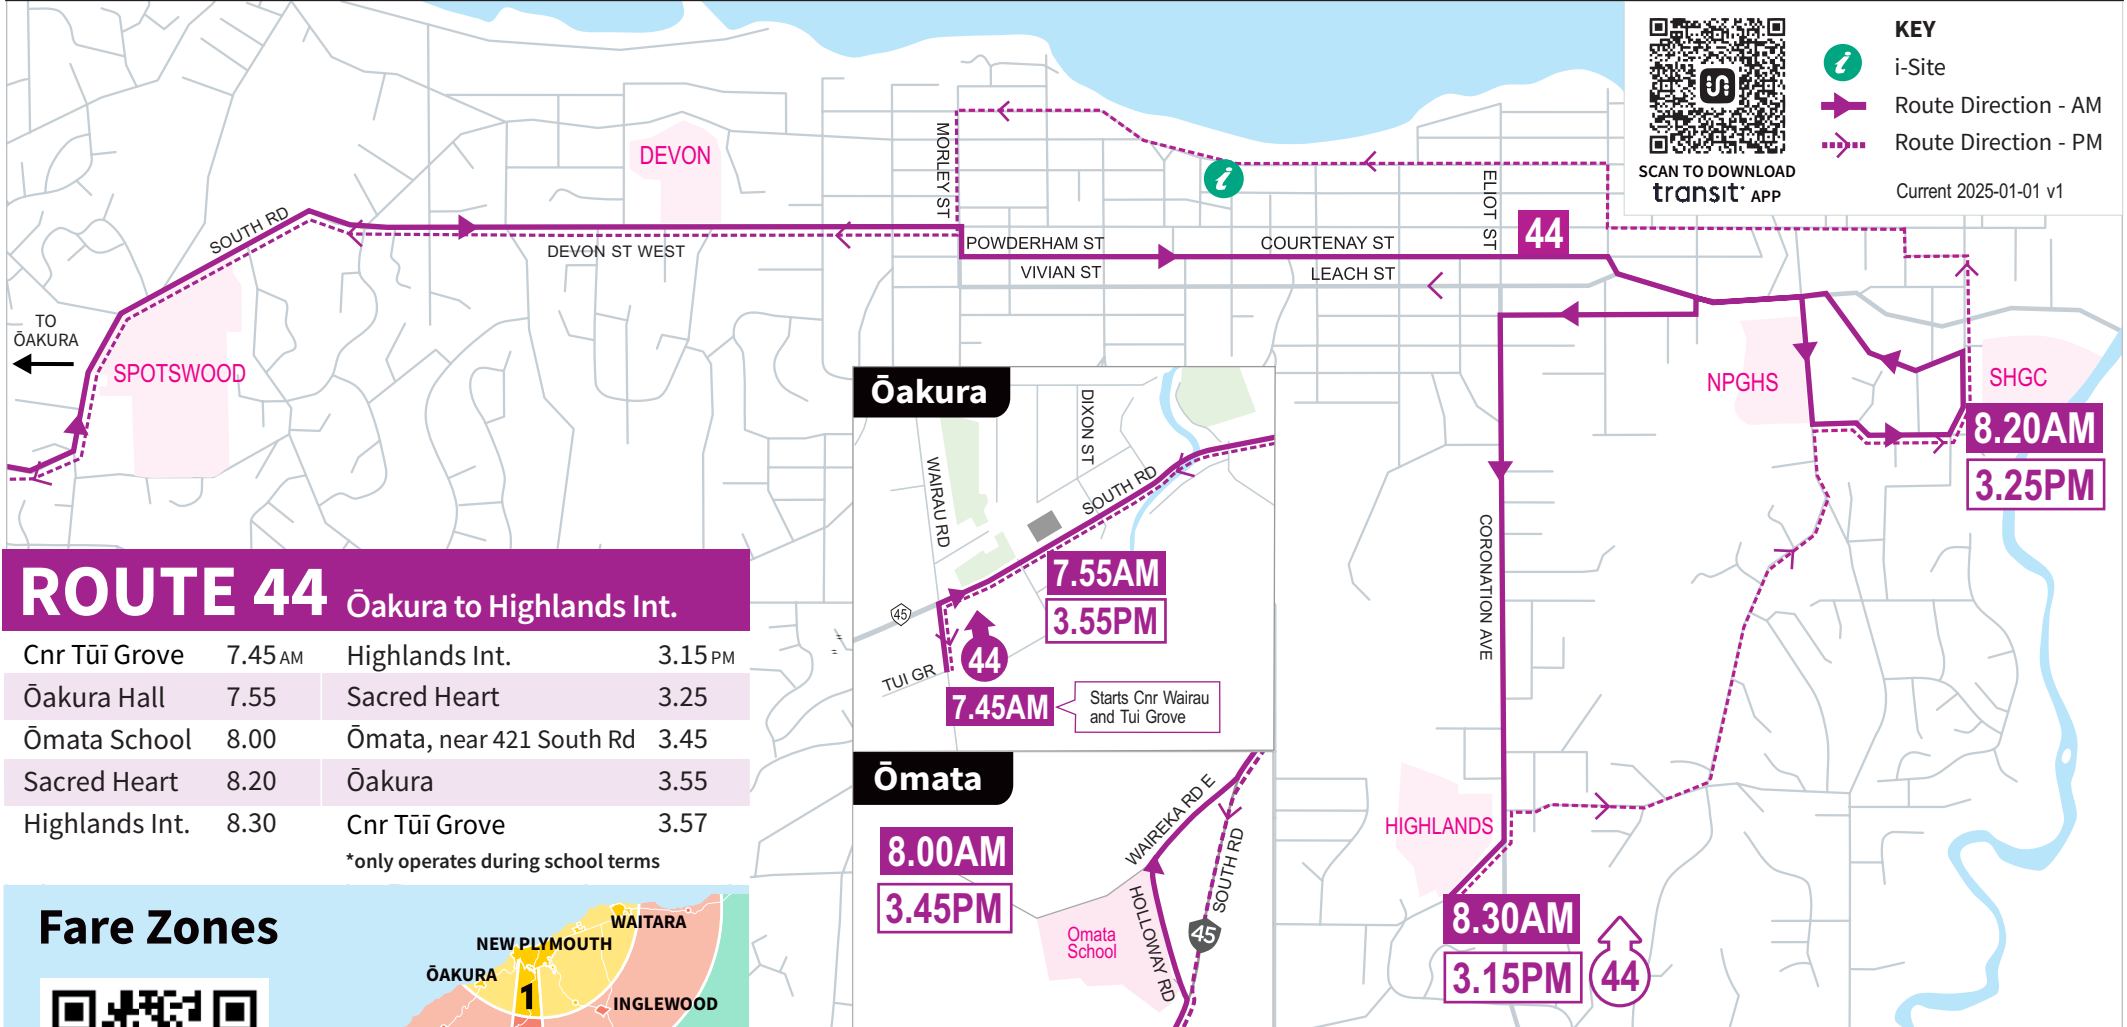 KEY
i-Site
Route Direction - AM
Route Direction - PM
Current 2025-01-01 v1
SCAN TO DOWNLOAD
transit APP
DEVON
MORLEY ST
ELIOT ST
SOUTH RD
DEVON ST WEST
POWDERHAM ST
COURTENAY ST
44
VIVIAN ST
LEACH ST
TO
ŌAKURA
SPOTSWOOD
NPGHS
SHGC
8.20AM
3.25PM
CORONATION AVE
HIGHLANDS
8.30AM
3.15PM
44
Ōakura
DIXON ST
WAIRAU RD
SOUTH RD
7.55AM
3.55PM
45
44
TUI GR
7.45AM
Starts Cnr Wairau
and Tui Grove
Ōmata
WAIREKA RD E
SOUTH RD
8.00AM
3.45PM
HOLLOWAY RD
Omata
School
45
ROUTE 44 Ōakura to Highlands Int.
Cnr Tūī Grove 7.45 AM Highlands Int. 3.15 PM
Ōakura Hall 7.55 Sacred Heart 3.25
Ōmata School 8.00 Ōmata, near 421 South Rd 3.45
Sacred Heart 8.20 Ōakura 3.55
Highlands Int. 8.30 Cnr Tūī Grove 3.57
*only operates during school terms
Fare Zones
WAITARA
NEW PLYMOUTH
ŌAKURA
1
INGLEWOOD